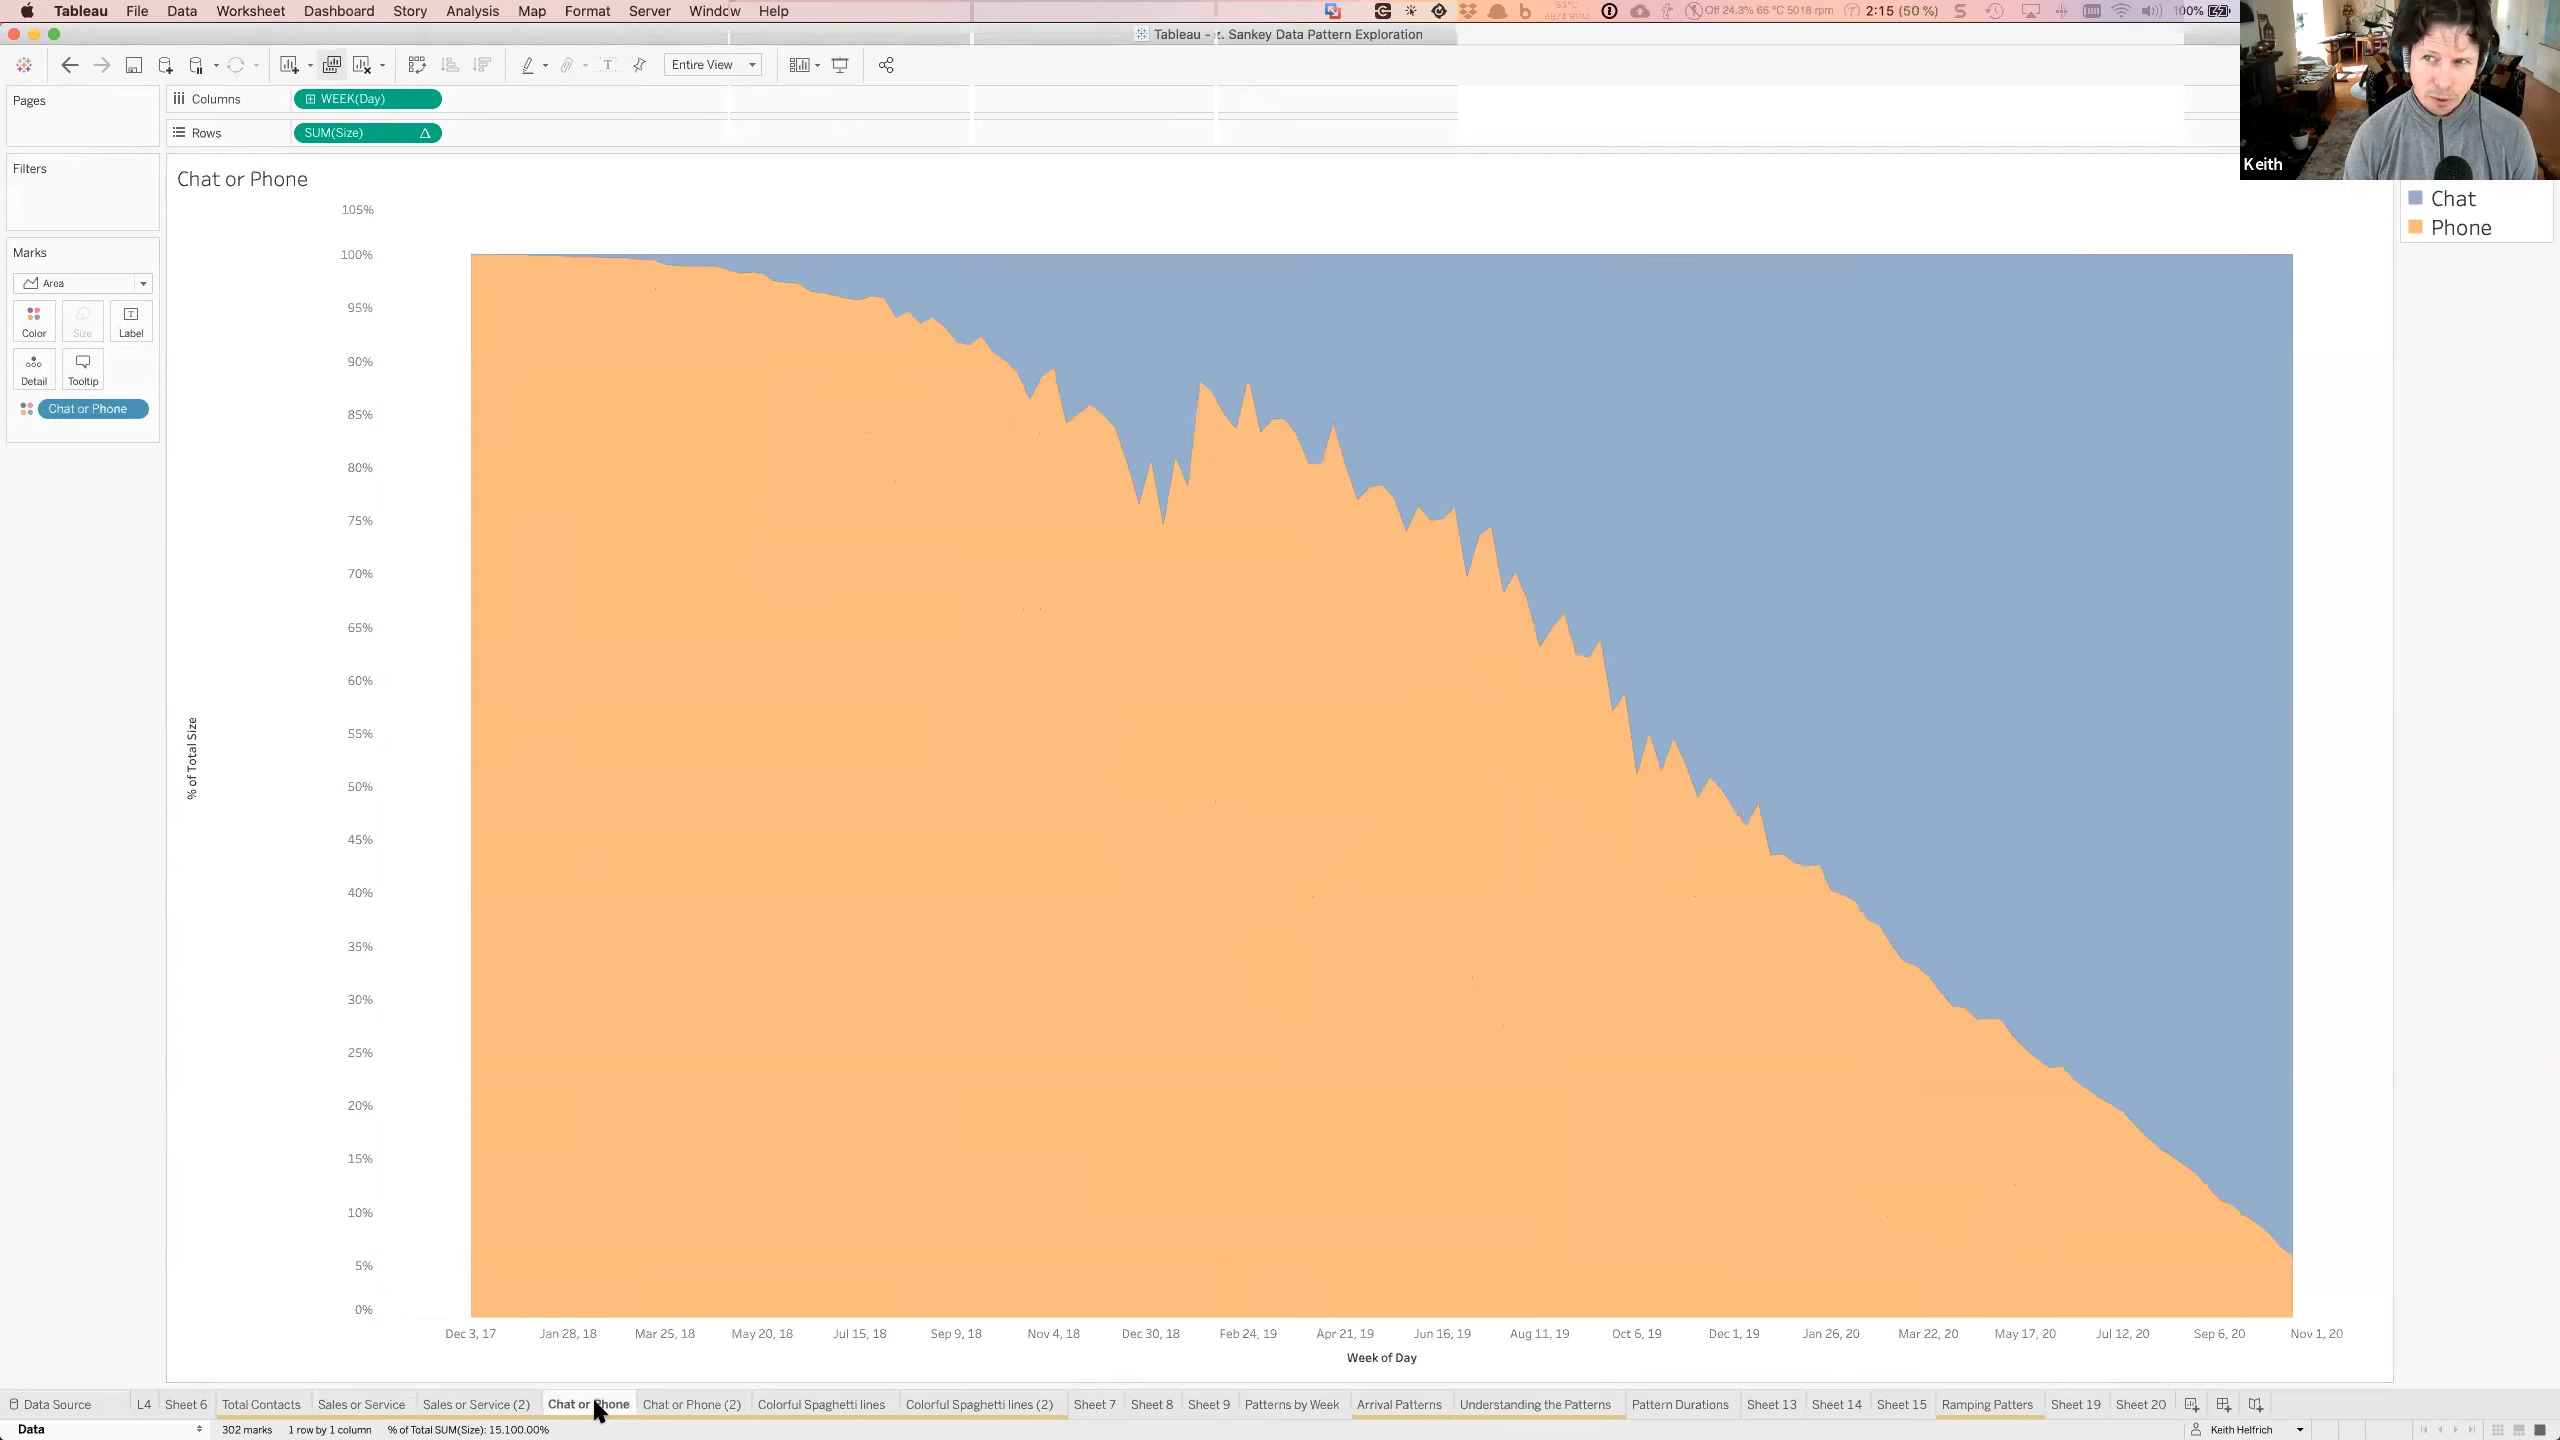 Tableau File Data Worksheet Dashboard Story Analysis Map Format Server Window Help
Off 24.3% 66 °C 5018 rpm 2:15 (50 %) 100%
Tableau - z. Sankey Data Pattern Exploration
Entire View
Pages
Columns
WEEK(Day)
Rows
SUM(Size)
Keith
Filters
Chat or Phone
Chat
Phone
Marks
Area
Color
Size
Label
Detail
Tooltip
Chat or Phone
105%
100%
95%
90%
85%
80%
75%
70%
65%
60%
55%
50%
45%
40%
35%
30%
25%
20%
15%
10%
5%
0%
% of Total Size
Dec 3, 17 Jan 28, 18 Mar 25, 18 May 20, 18 Jul 15, 18 Sep 9, 18 Nov 4, 18 Dec 30, 18 Feb 24, 19 Apr 21, 19 Jun 16, 19 Aug 11, 19 Oct 6, 19 Dec 1, 19 Jan 26, 20 Mar 22, 20 May 17, 20 Jul 12, 20 Sep 6, 20 Nov 1, 20
Week of Day
Data Source L4 Sheet 6 Total Contacts Sales or Service Sales or Service (2) Chat or Phone Chat or Phone (2) Colorful Spaghetti lines Colorful Spaghetti lines (2) Sheet 7 Sheet 8 Sheet 9 Patterns by Week Arrival Patterns Understanding the Patterns Pattern Durations Sheet 13 Sheet 14 Sheet 15 Ramping Patters Sheet 19 Sheet 20
Data 302 marks 1 row by 1 column % of Total SUM(Size): 15,100.00% Keith Helfrich